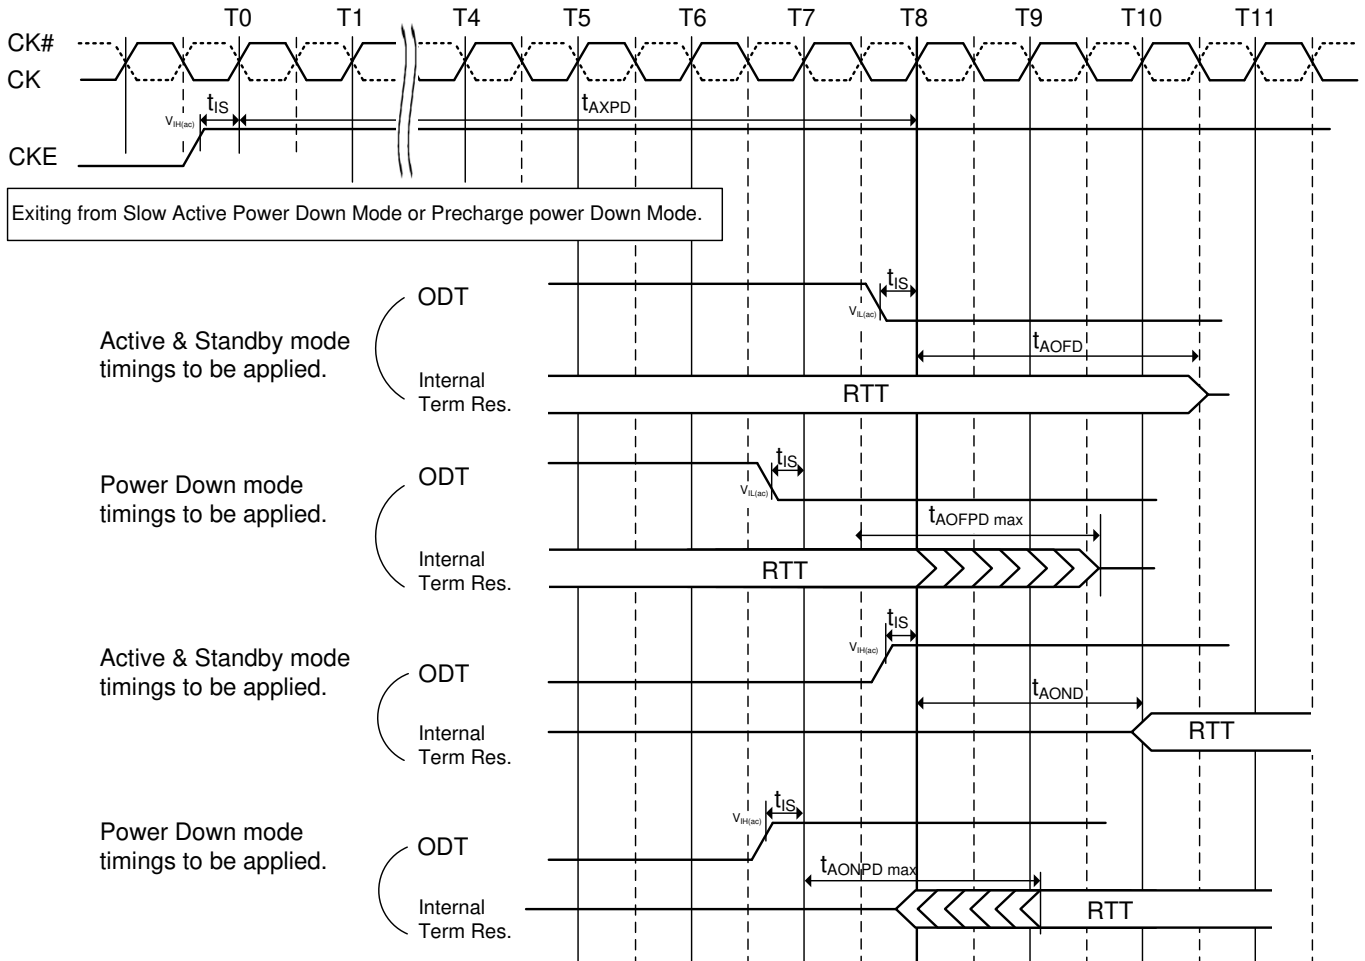 T0 T1 T4 T5 T6 T7 T8 T9 T10 T11
CK#
CK
tIS
tAXPD
VIH(ac)
CKE
Exiting from Slow Active Power Down Mode or Precharge power Down Mode.
ODT
tIS
VIL(ac)
Active & Standby mode
timings to be applied.
tAOFD
Internal
Term Res.
RTT
ODT
tIS
VIL(ac)
Power Down mode
timings to be applied.
tAOFPD max
Internal
Term Res.
RTT
tIS
VIH(ac)
Active & Standby mode
timings to be applied.
ODT
tAOND
Internal
Term Res.
RTT
tIS
VIH(ac)
Power Down mode
timings to be applied.
ODT
tAONPD max
Internal
Term Res.
RTT